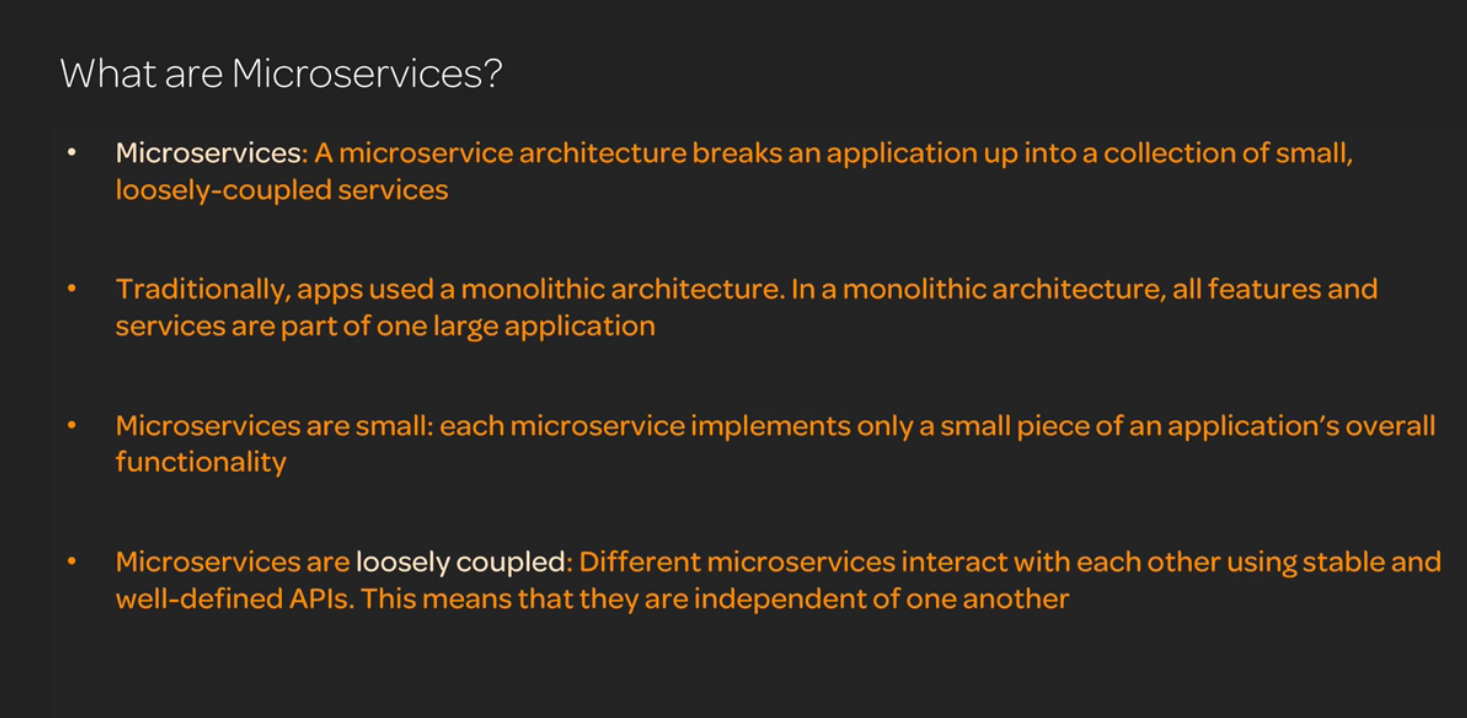 What are Microservices?
• Microservices: A microservice architecture breaks an application up into a collection of small,
loosely-coupled services
• Traditionally, apps used a monolithic architecture. In a monolithic architecture, all features and
services are part of one large application
• Microservices are small: each microservice implements only a small piece of an application’s overall
functionality
• Microservices are loosely coupled: Different microservices interact with each other using stable and
well-defined APIs. This means that they are independent of one another